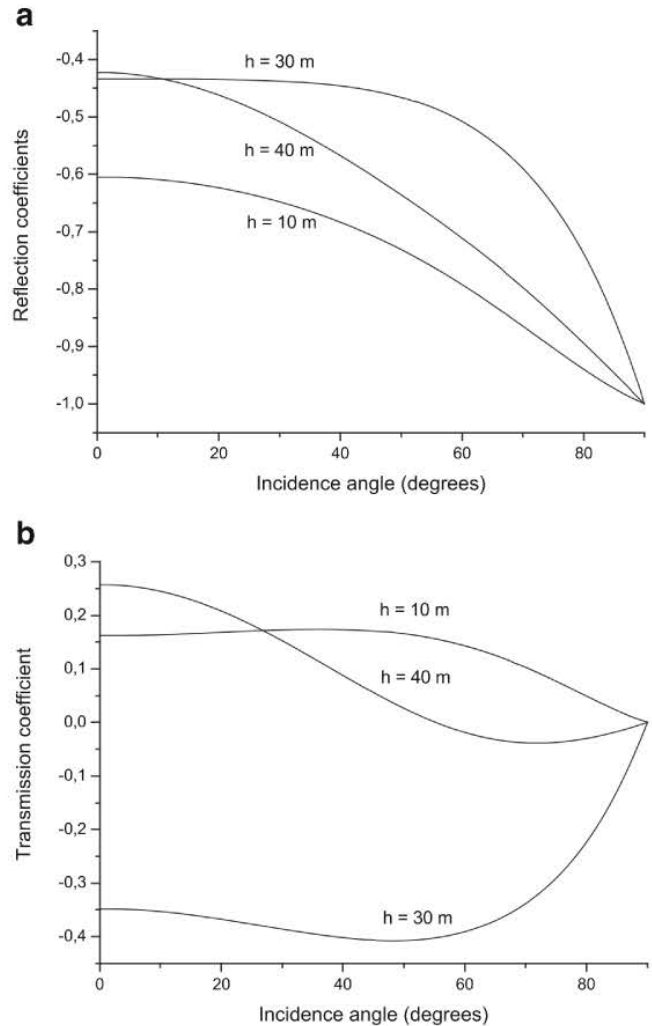 a
-0,4
-0,5
-0,6
-0,7
-0,8
-0,9
-1,0
Reflection coefficients
h = 30 m
h = 40 m
h = 10 m
0 20 40 60 80
Incidence angle (degrees)
b
0,3
0,2
0,1
0,0
-0,1
-0,2
-0,3
-0,4
Transmission coefficient
h = 10 m
h = 40 m
h = 30 m
0 20 40 60 80
Incidence angle (degrees)